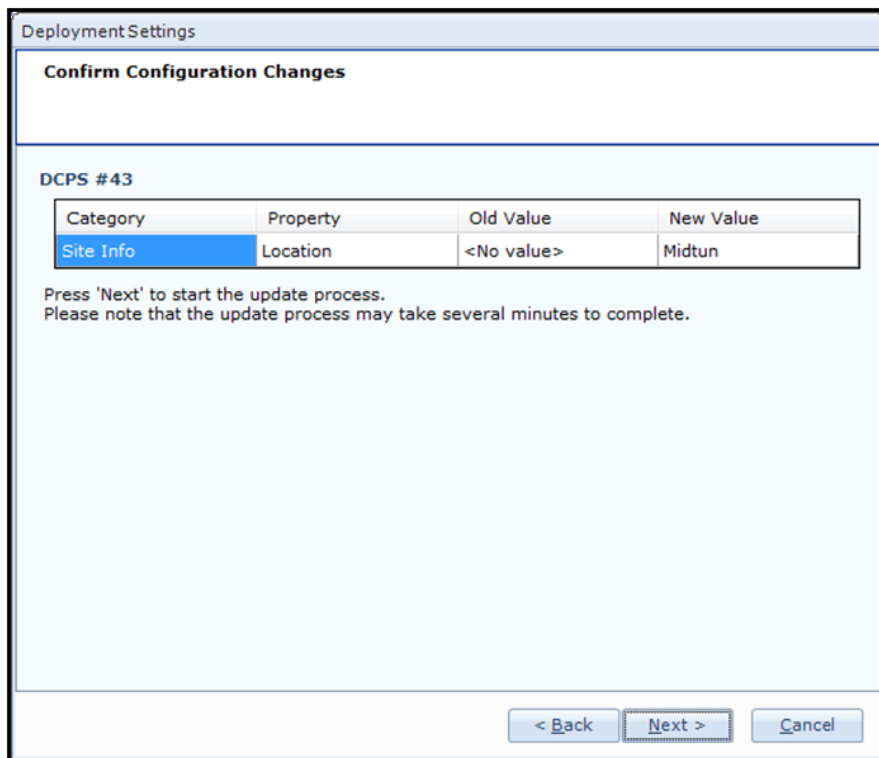 Deployment Settings
Confirm Configuration Changes
DCPS #43
Category Property Old Value New Value
Site Info Location <No value> Midtun
Press 'Next' to start the update process.
Please note that the update process may take several minutes to complete.
< Back Next > Cancel